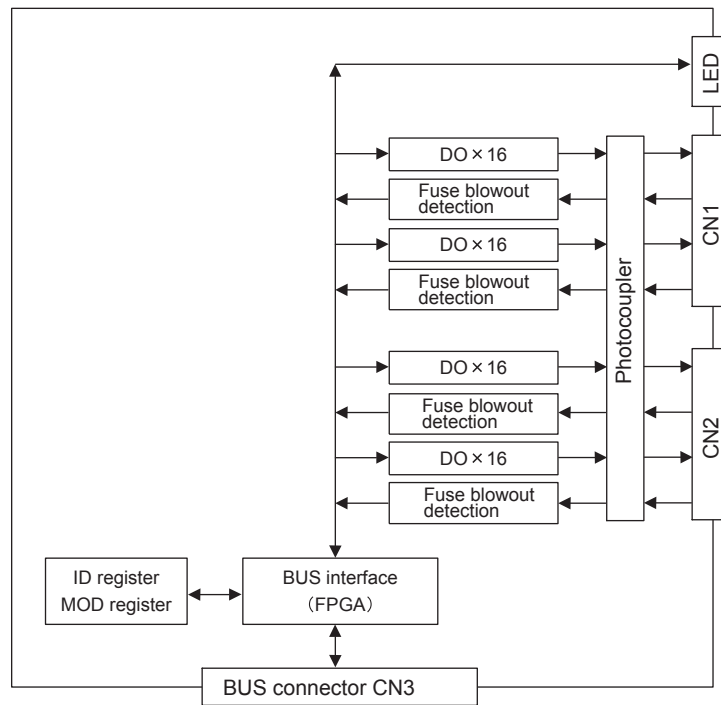 LED
DO×16
Fuse blowout
detection
DO×16
Fuse blowout
detection
CN1
Photocoupler
DO×16
Fuse blowout
detection
DO×16
Fuse blowout
detection
CN2
ID register
MOD register
BUS interface
（FPGA）
BUS connector CN3